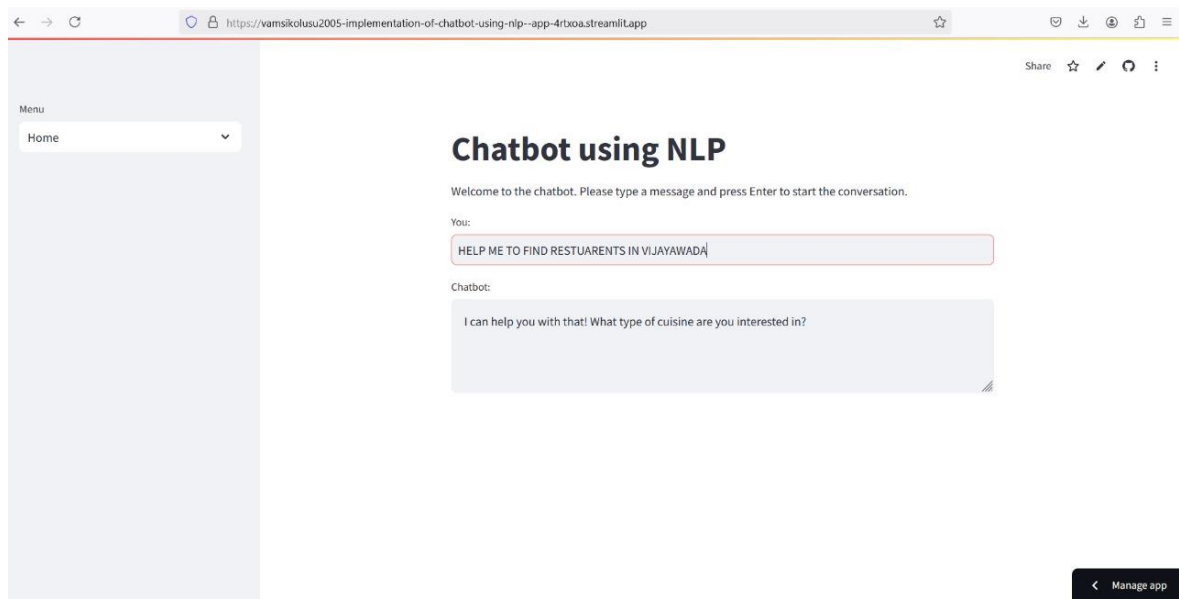 https://vamsikolusu2005-implementation-of-chatbot-using-nlp--app-4rtxoa.streamlit.app
Share
Menu
Home
Chatbot using NLP
Welcome to the chatbot. Please type a message and press Enter to start the conversation.
You:
HELP ME TO FIND RESTUARENTS IN VIJAYAWADA
Chatbot:
I can help you with that! What type of cuisine are you interested in?
Manage app